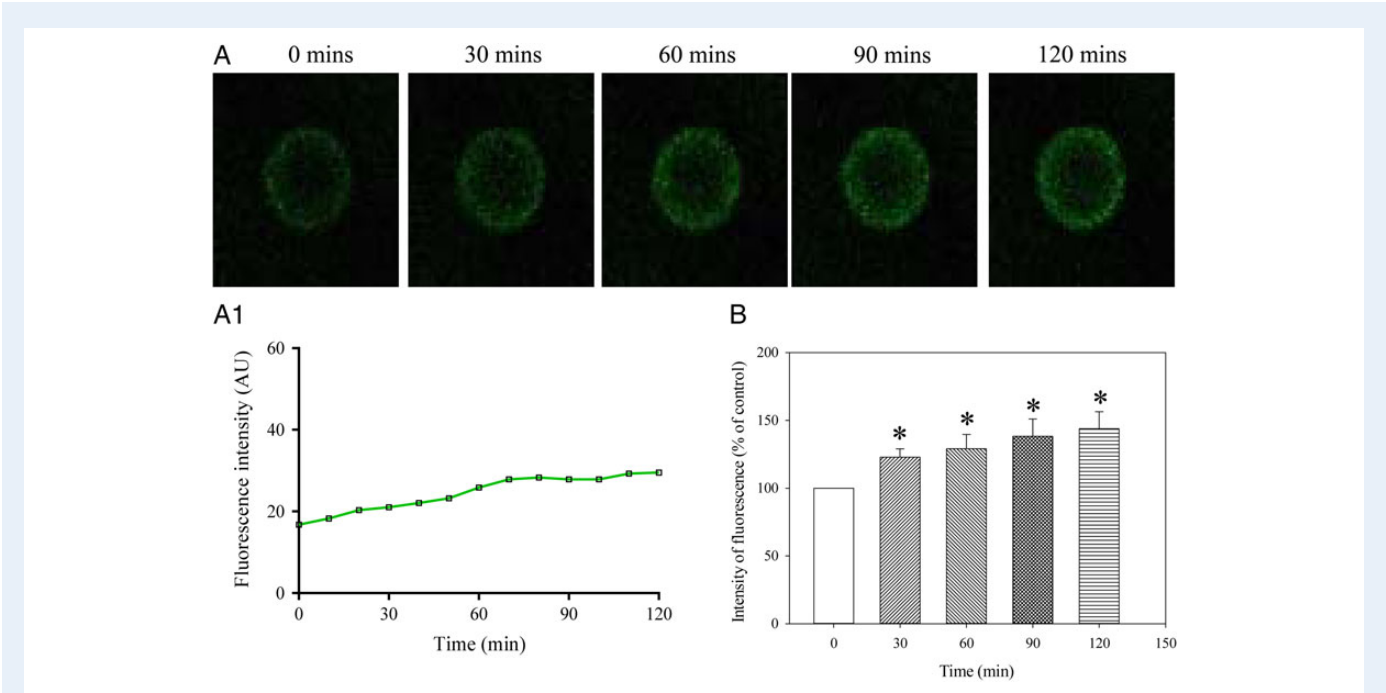 A
0 mins 30 mins 60 mins 90 mins 120 mins
A1
Fluorescence intensity (AU)
60
40
20
0
0 30 60 90 120
Time (min)
B
Intensity of fluorescence (% of control)
200
150
100
50
0
* * * *
0 30 60 90 120 150
Time (min)